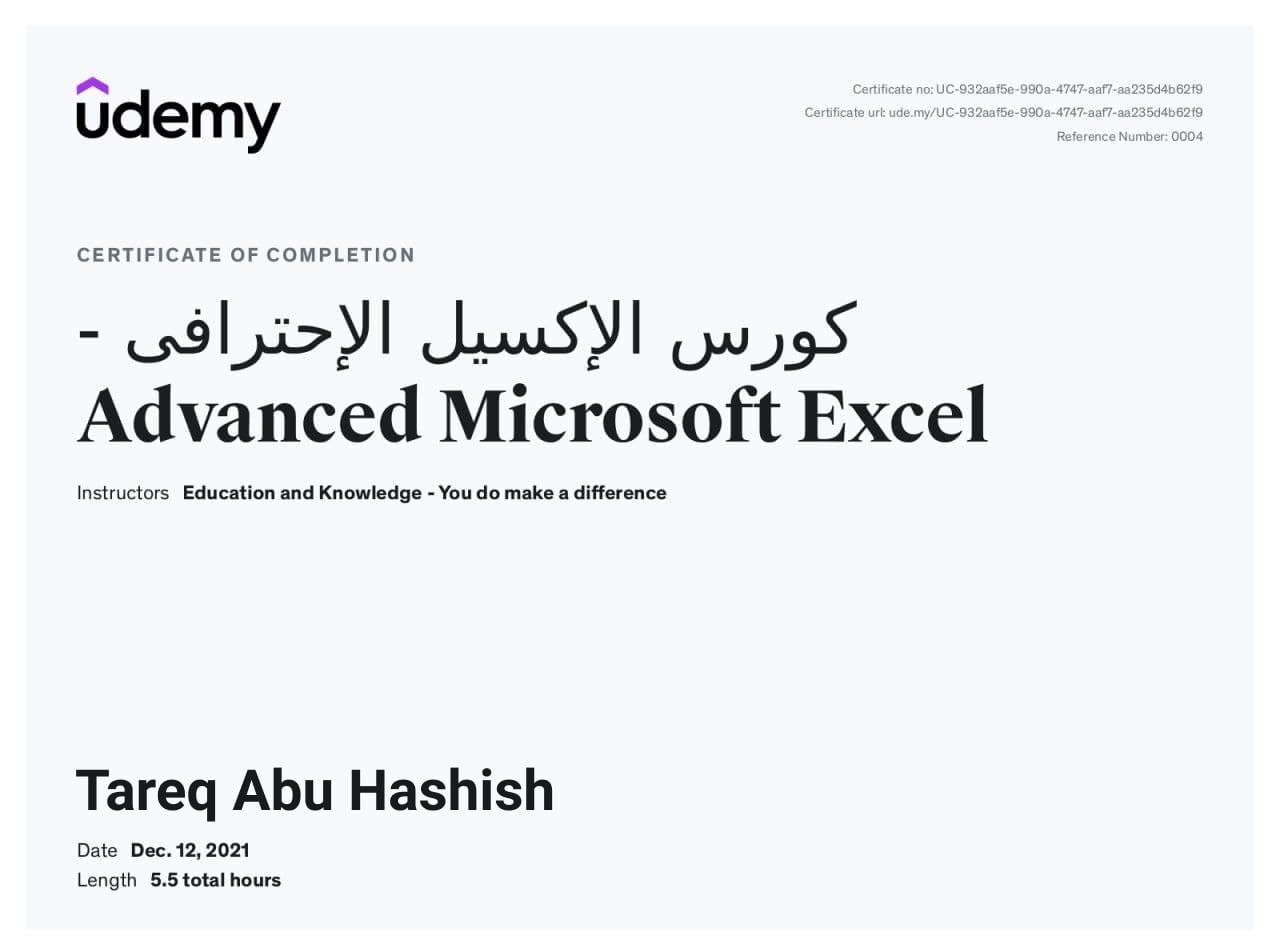 udemy
Certificate no: UC-932aaf5e-990a-4747-aaf7-aa235d4b62f9
Certificate url: ude.my/UC-932aaf5e-990a-4747-aaf7-aa235d4b62f9
Reference Number: 0004
CERTIFICATE OF COMPLETION
كورس الإكسيل الإحترافى -
Advanced Microsoft Excel
Instructors Education and Knowledge - You do make a difference
Tareq Abu Hashish
Date Dec. 12, 2021
Length 5.5 total hours